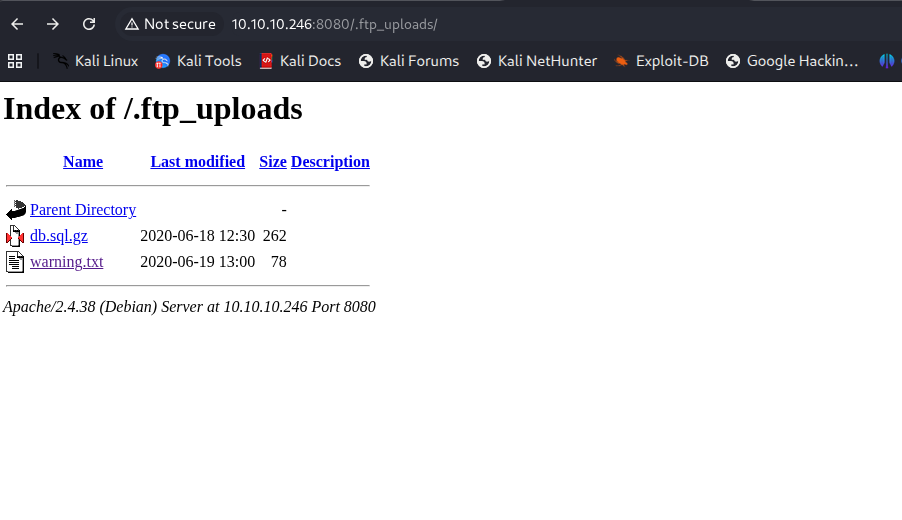 Not secure 10.10.10.246:8080/.ftp_uploads/
Kali Linux Kali Tools Kali Docs Kali Forums Kali NetHunter Exploit-DB Google Hackin…
Index of /.ftp_uploads
Name Last modified Size Description
Parent Directory -
db.sql.gz 2020-06-18 12:30 262
warning.txt 2020-06-19 13:00 78
Apache/2.4.38 (Debian) Server at 10.10.10.246 Port 8080